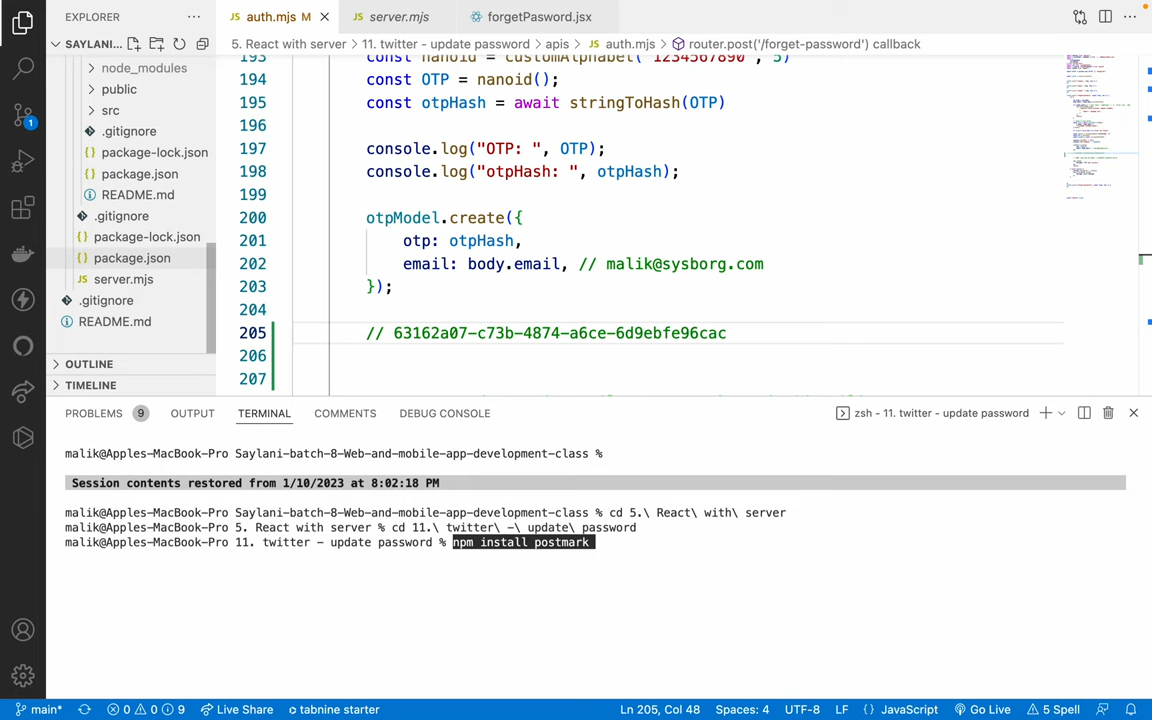 EXPLORER
SAYLANI...
node_modules
public
src
.gitignore
package-lock.json
package.json
README.md
.gitignore
package-lock.json
package.json
server.mjs
.gitignore
README.md
OUTLINE
TIMELINE
auth.mjs M
server.mjs
forgetPasword.jsx
5. React with server > 11. twitter - update password > apis > auth.mjs > router.post('/forget-password') callback
193 const nanoid = customAlphabet('1234567890', 5)
194 const OTP = nanoid();
195 const otpHash = await stringToHash(OTP)
196
197 console.log("OTP: ", OTP);
198 console.log("otpHash: ", otpHash);
199
200 otpModel.create({
201 otp: otpHash,
202 email: body.email, // malik@sysborg.com
203 });
204
205 // 63162a07-c73b-4874-a6ce-6d9ebfe96cac
206
207
PROBLEMS 9 OUTPUT TERMINAL COMMENTS DEBUG CONSOLE
zsh - 11. twitter - update password
malik@Apples-MacBook-Pro Saylani-batch-8-Web-and-mobile-app-development-class %
Session contents restored from 1/10/2023 at 8:02:18 PM
malik@Apples-MacBook-Pro Saylani-batch-8-Web-and-mobile-app-development-class % cd 5.\ React\ with\ server
malik@Apples-MacBook-Pro 5. React with server % cd 11.\ twitter\ -\ update\ password
malik@Apples-MacBook-Pro 11. twitter - update password % npm install postmark
1
main* 0 0 9 Live Share tabnine starter
Ln 205, Col 48 Spaces: 4 UTF-8 LF {} JavaScript Go Live 5 Spell